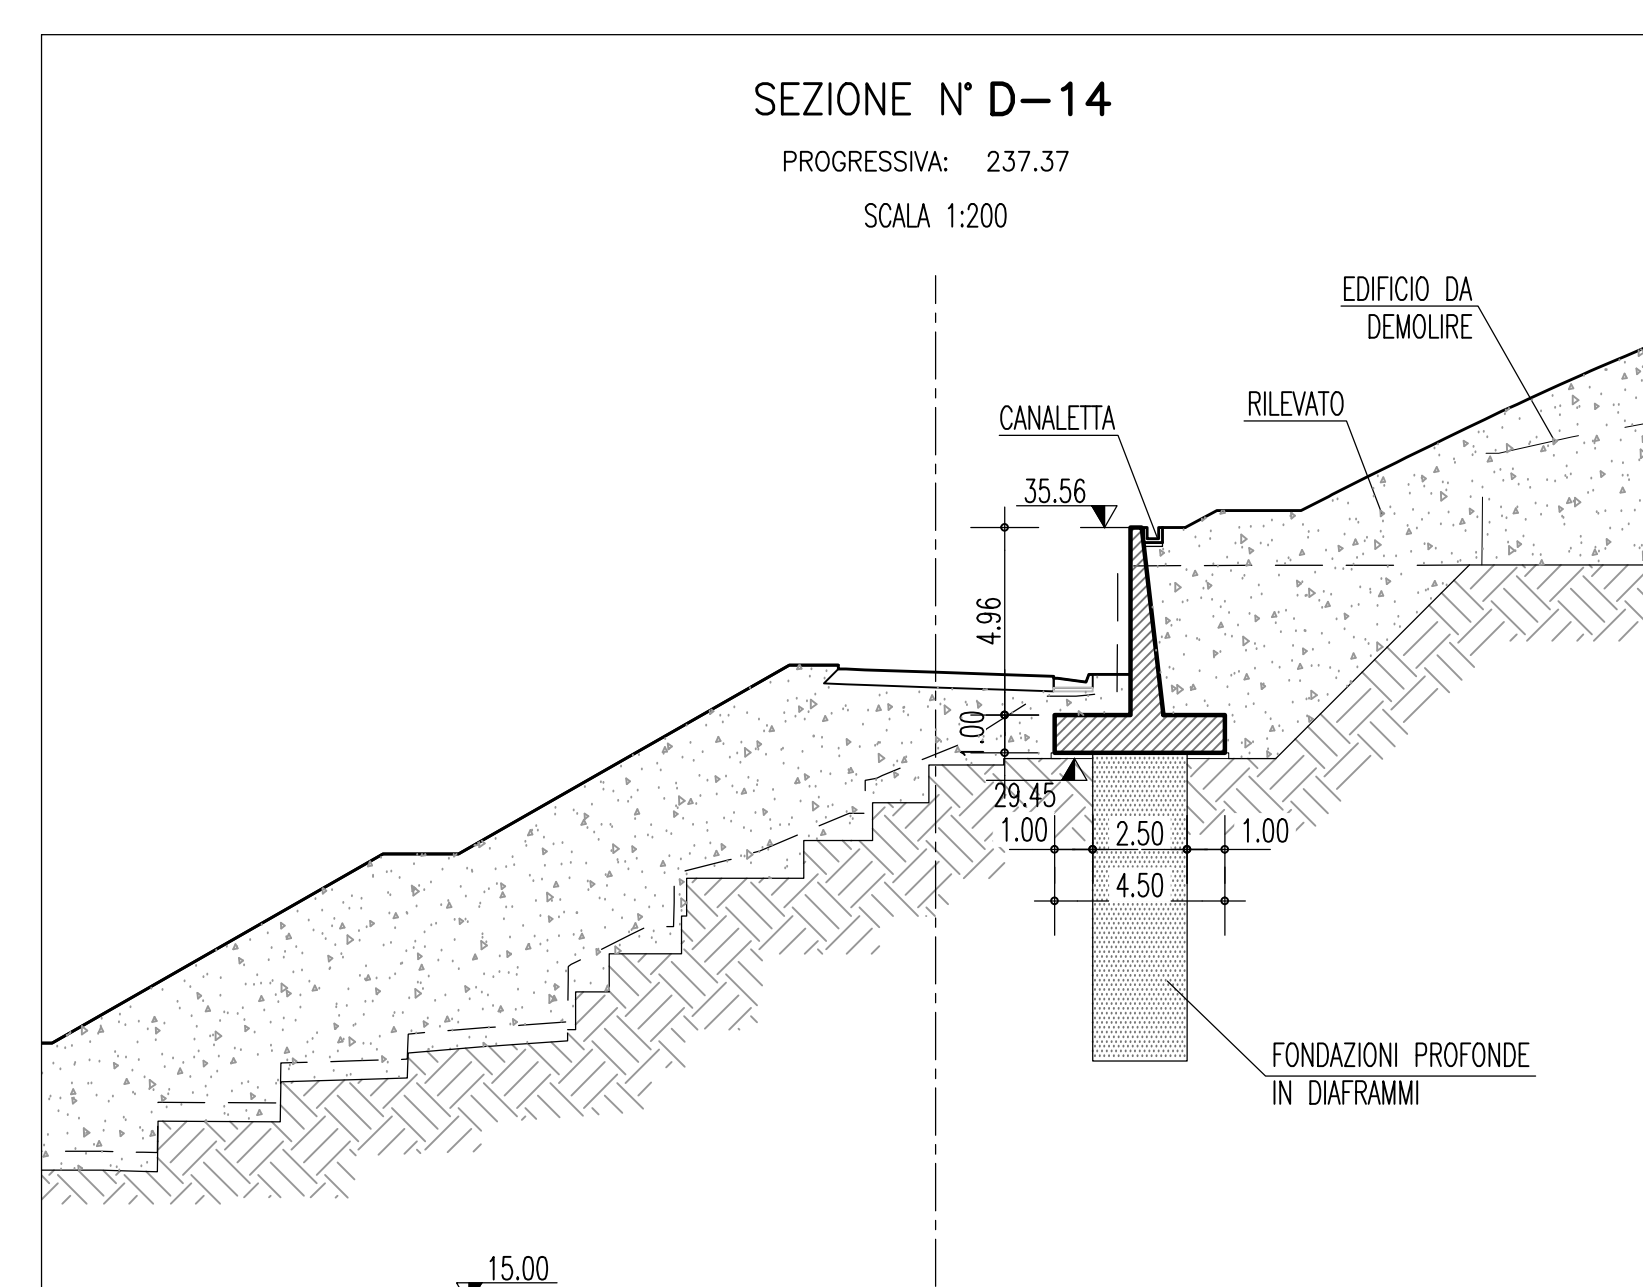 SEZIONE N° D-14
PROGRESSIVA: 237.37
SCALA 1:200
EDIFICIO DA
DEMOLIRE
RILEVATO
CANALETTA
35.56
4.96
1.00
29.45
1.00 2.50 1.00
4.50
FONDAZIONI PROFONDE
IN DIAFRAMMI
15.00